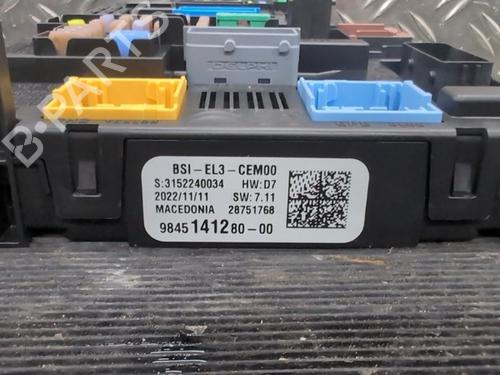 BSI-EL3-CEM00
S:3152240034 HW:D7
2022/11/11 SW:7.11
MACEDONIA 28751768
9845141280-00
B-PARTS